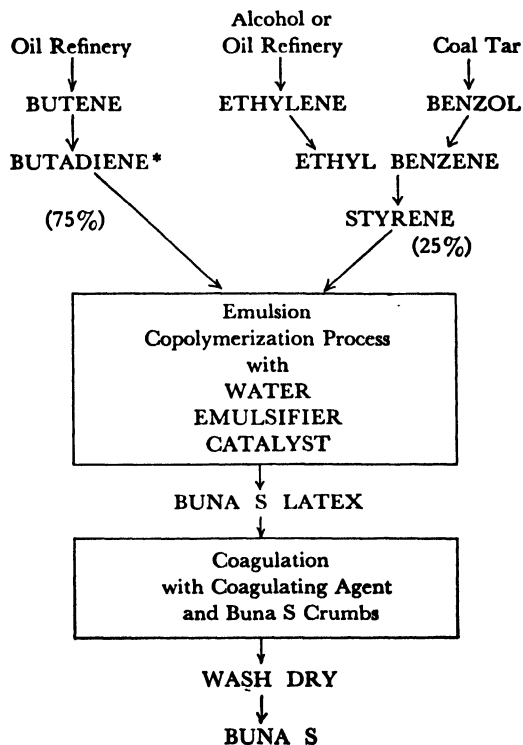 Oil Refinery
Alcohol or
Oil Refinery
Coal Tar
BUTENE
ETHYLENE
BENZOL
BUTADIENE*
ETHYL BENZENE
(75%)
STYRENE
(25%)
Emulsion
Copolymerization Process
with
WATER
EMULSIFIER
CATALYST
BUNA S LATEX
Coagulation
with Coagulating Agent
and Buna S Crumbs
WASH DRY
BUNA S